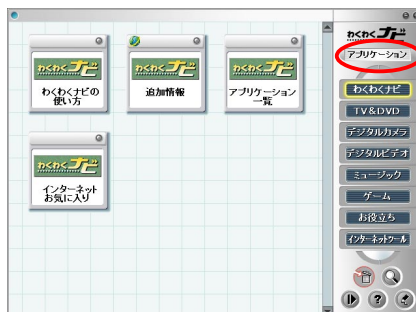 わくわくナビ
わくわくナビの
使い方
わくわくナビ
追加情報
わくわくナビ
アプリケーション
一覧
わくわくナビ
インターネット
お気に入り
わくわくナビ
アプリケーション
わくわくナビ
TV&DVD
デジタルカメラ
デジタルビデオ
ミュージック
ゲーム
お役立ち
インターネットツール
?